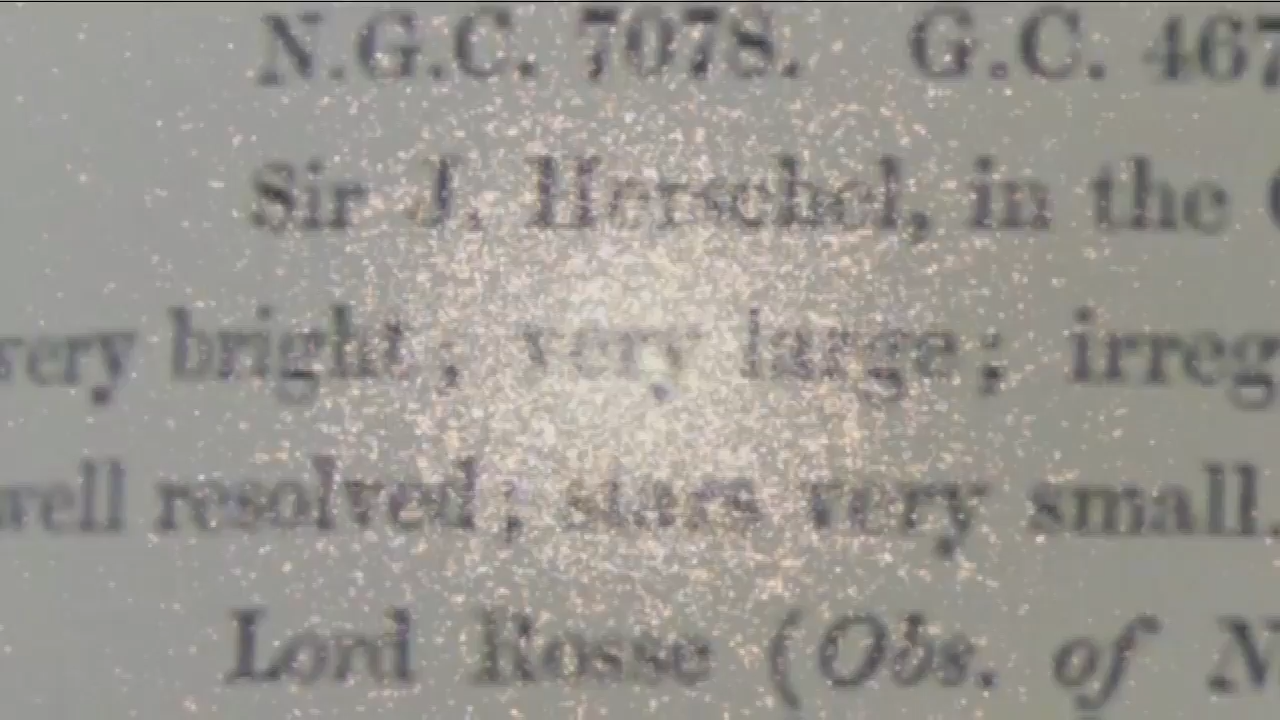 N.G.C. 7078. G.C. 467
Sir J. Herschel, in the
very bright; very large; irreg
well resolved; stars very small.
Lord Rosse (Obs. of N